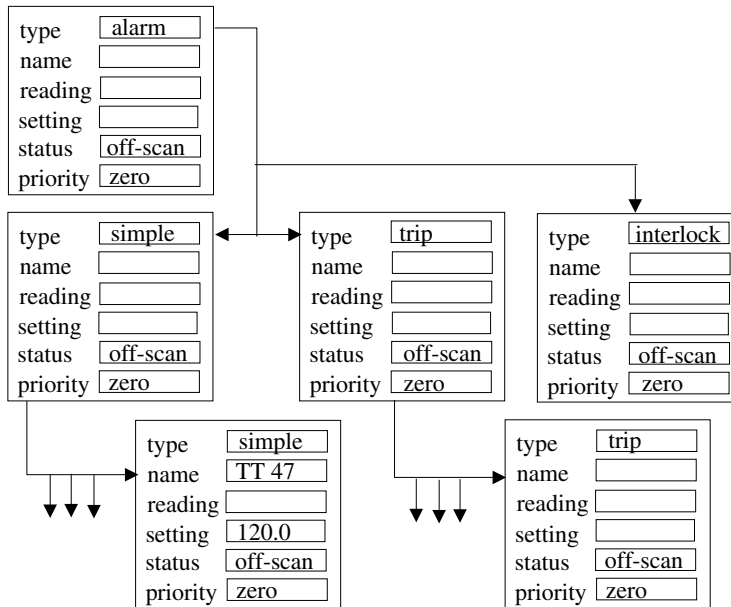 type alarm
name
reading
setting
status off-scan
priority zero
type simple
name
reading
setting
status off-scan
priority zero
type trip
name
reading
setting
status off-scan
priority zero
type interlock
name
reading
setting
status off-scan
priority zero
type simple
name TT 47
reading
setting 120.0
status off-scan
priority zero
type trip
name
reading
setting
status off-scan
priority zero